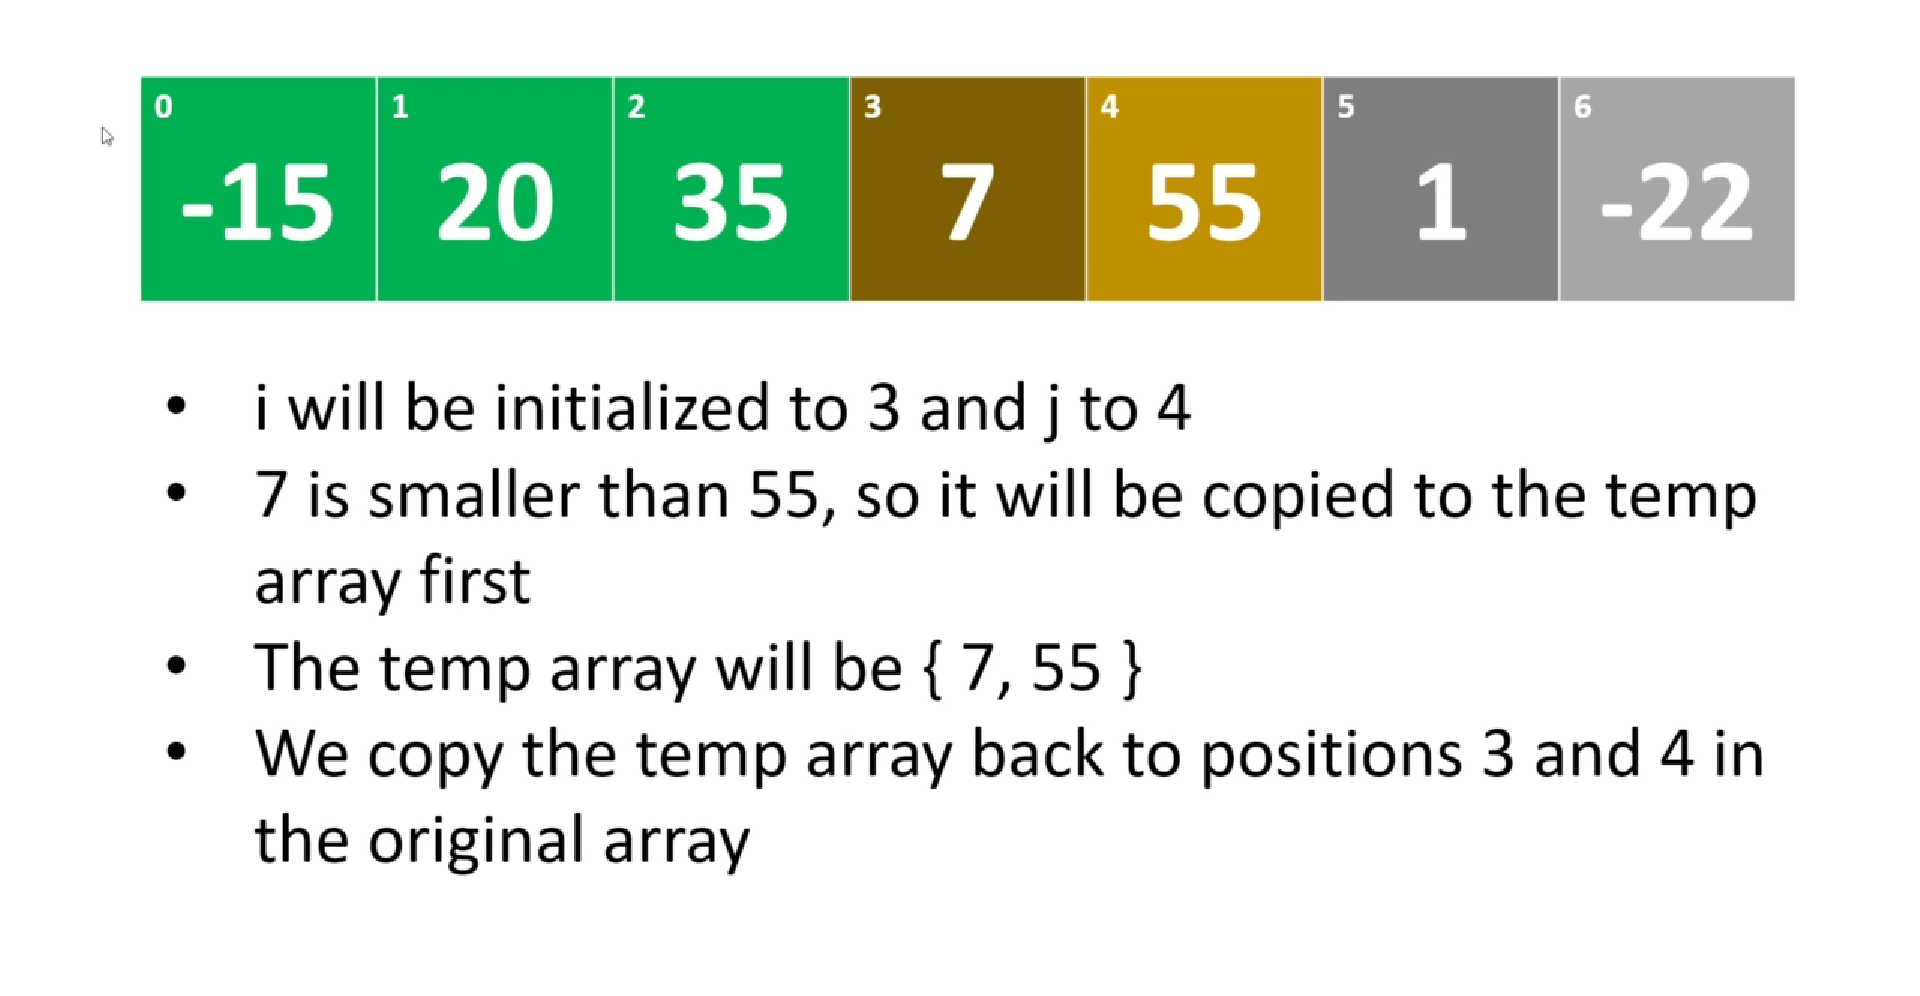 0 1 2 3 4 5 6
-15 20 35 7 55 1 -22
• i will be initialized to 3 and j to 4
• 7 is smaller than 55, so it will be copied to the temp
array first
• The temp array will be { 7, 55 }
• We copy the temp array back to positions 3 and 4 in
the original array